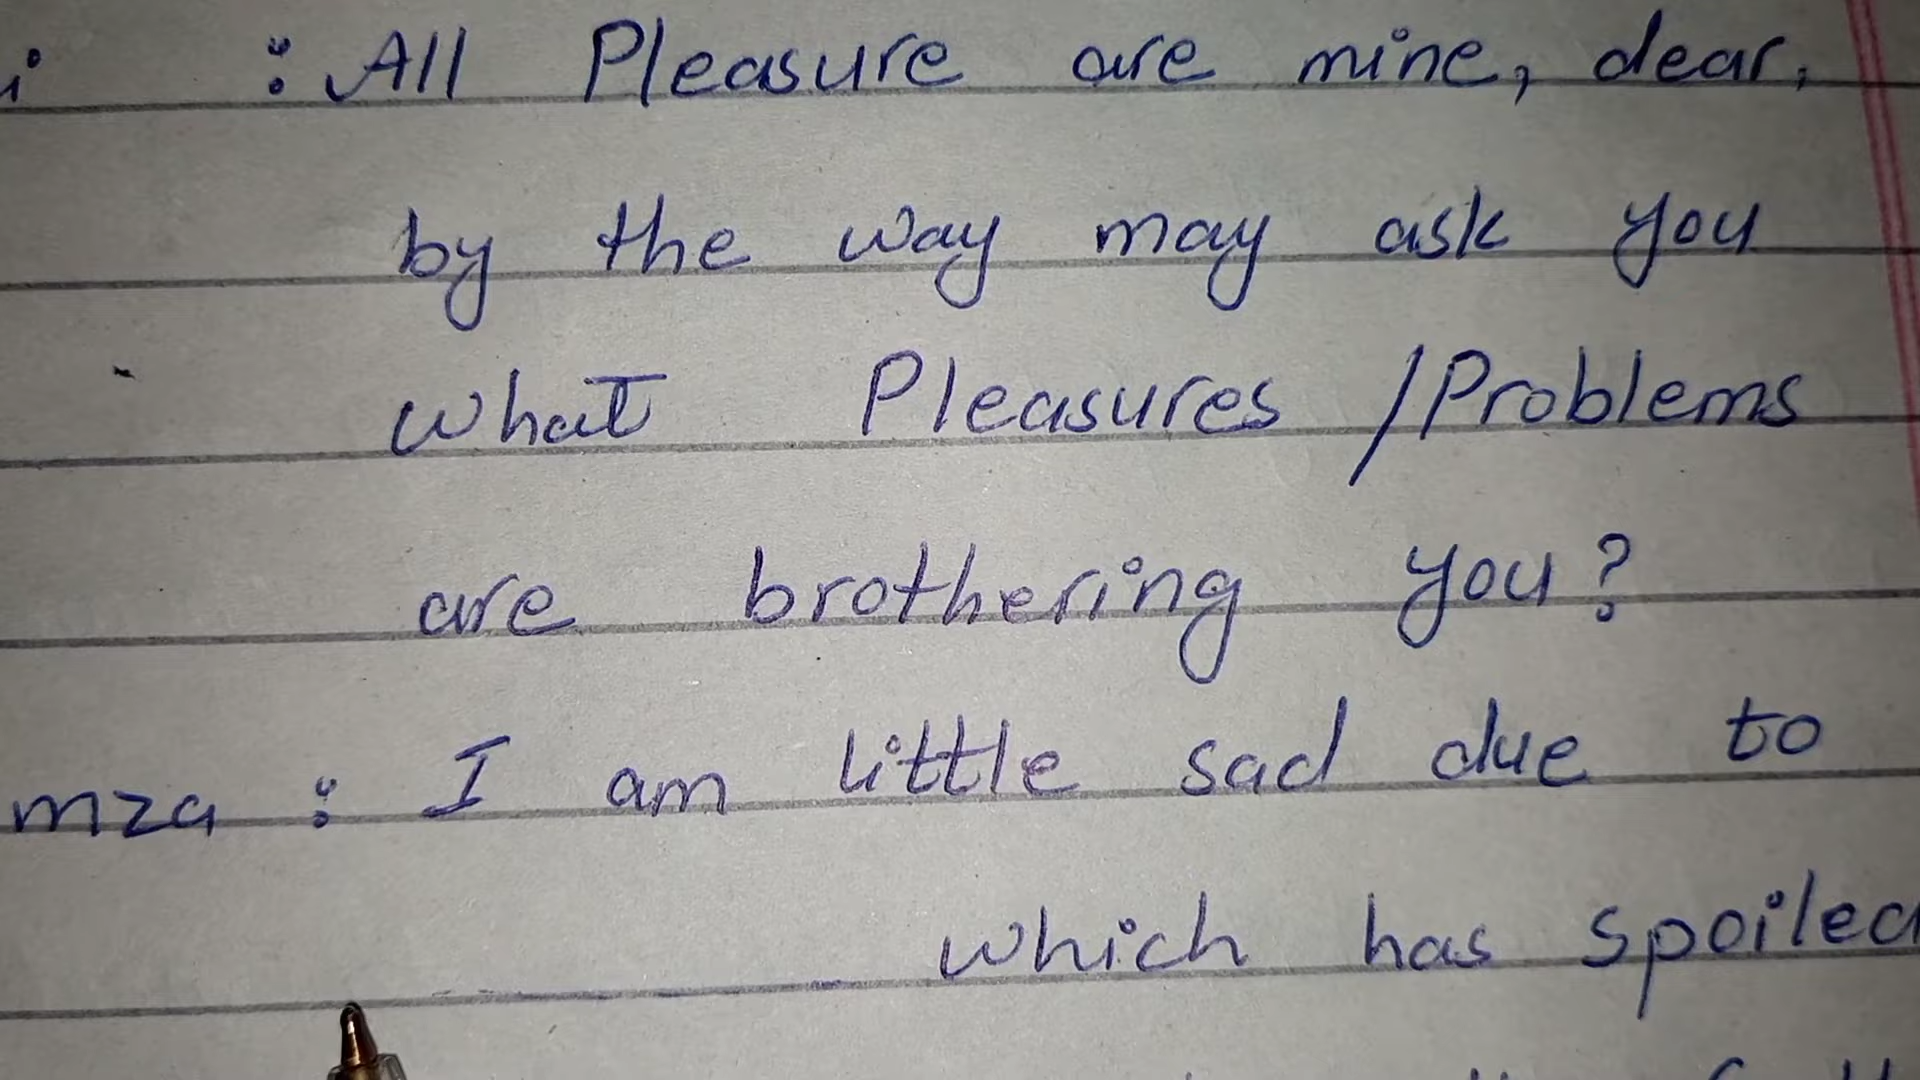 i : All Pleasure are mine, dear,
by the way may ask you
what Pleasures / Problems
are brothering you?
mza : I am little sad due to
which has spoiled